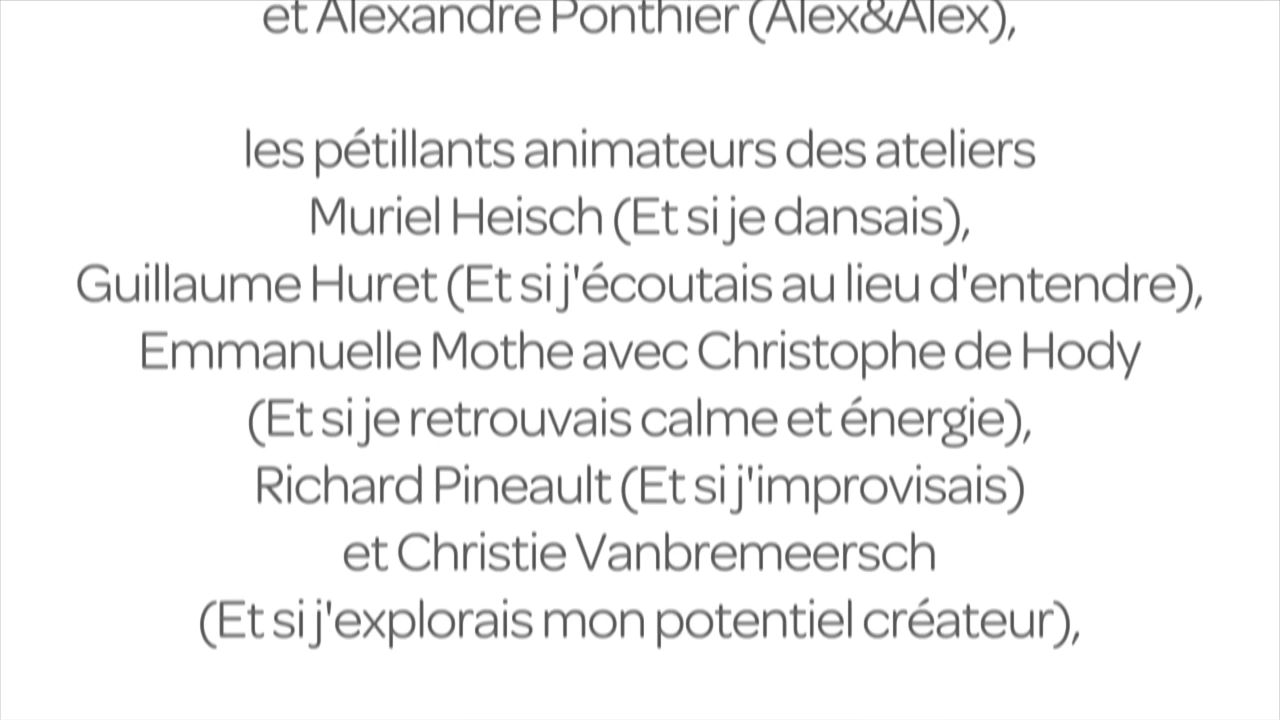 et Alexandre Ponthier (Alex&Alex),
les pétillants animateurs des ateliers
Muriel Heisch (Et si je dansais),
Guillaume Huret (Et si j'écoutais au lieu d'entendre),
Emmanuelle Mothe avec Christophe de Hody
(Et si je retrouvais calme et énergie),
Richard Pineault (Et si j'improvisais)
et Christie Vanbremeersch
(Et si j'explorais mon potentiel créateur),